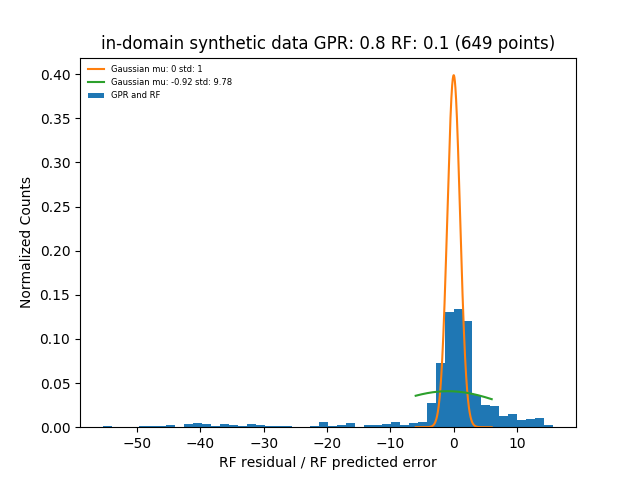 in-domain synthetic data GPR: 0.8 RF: 0.1 (649 points)
Gaussian mu: 0 std: 1
Gaussian mu: -0.92 std: 9.78
GPR and RF
Normalized Counts
0.40
0.35
0.30
0.25
0.20
0.15
0.10
0.05
0.00
−50 −40 −30 −20 −10 0 10
RF residual / RF predicted error